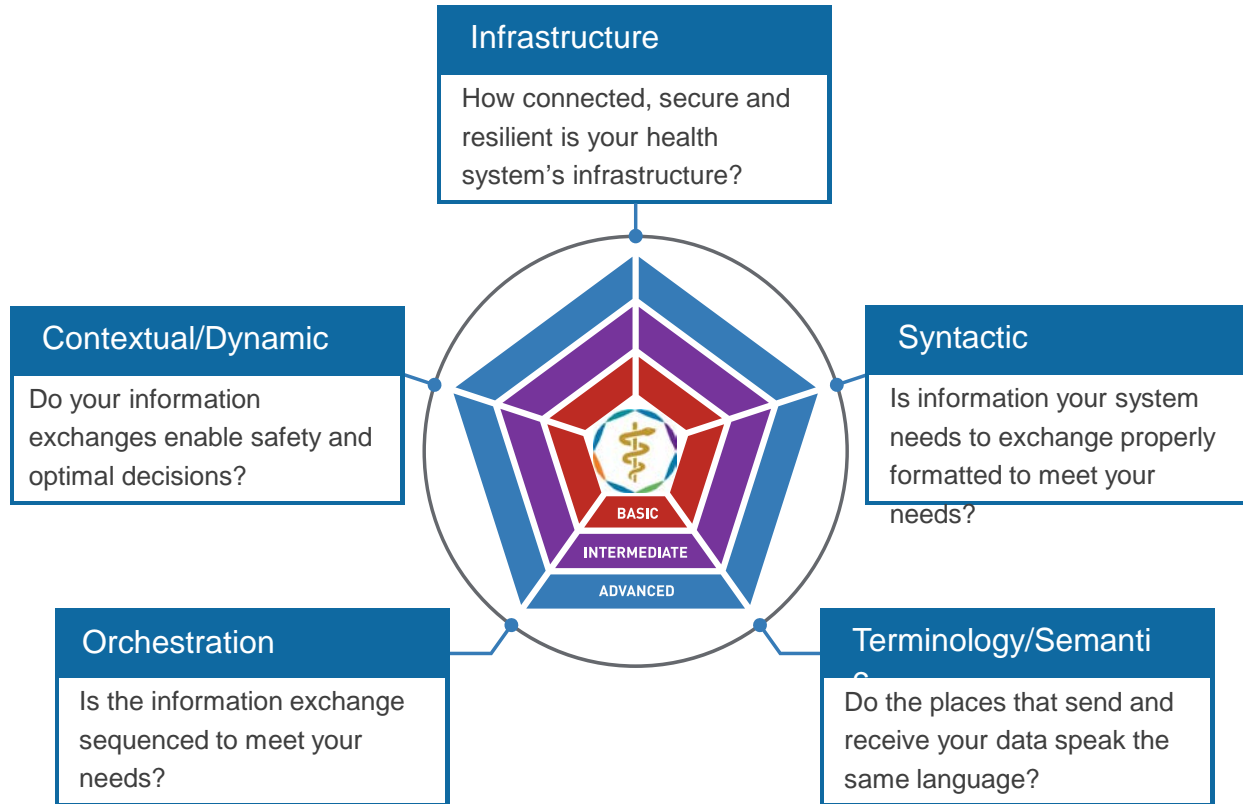 Infrastructure
How connected, secure and
resilient is your health
system’s infrastructure?
Contextual/Dynamic
Do your information
exchanges enable safety and
optimal decisions?
Syntactic
Is information your system
needs to exchange properly
formatted to meet your
needs?
BASIC
INTERMEDIATE
ADVANCED
Orchestration
Is the information exchange
sequenced to meet your
needs?
Terminology/Semanti
c
Do the places that send and
receive your data speak the
same language?